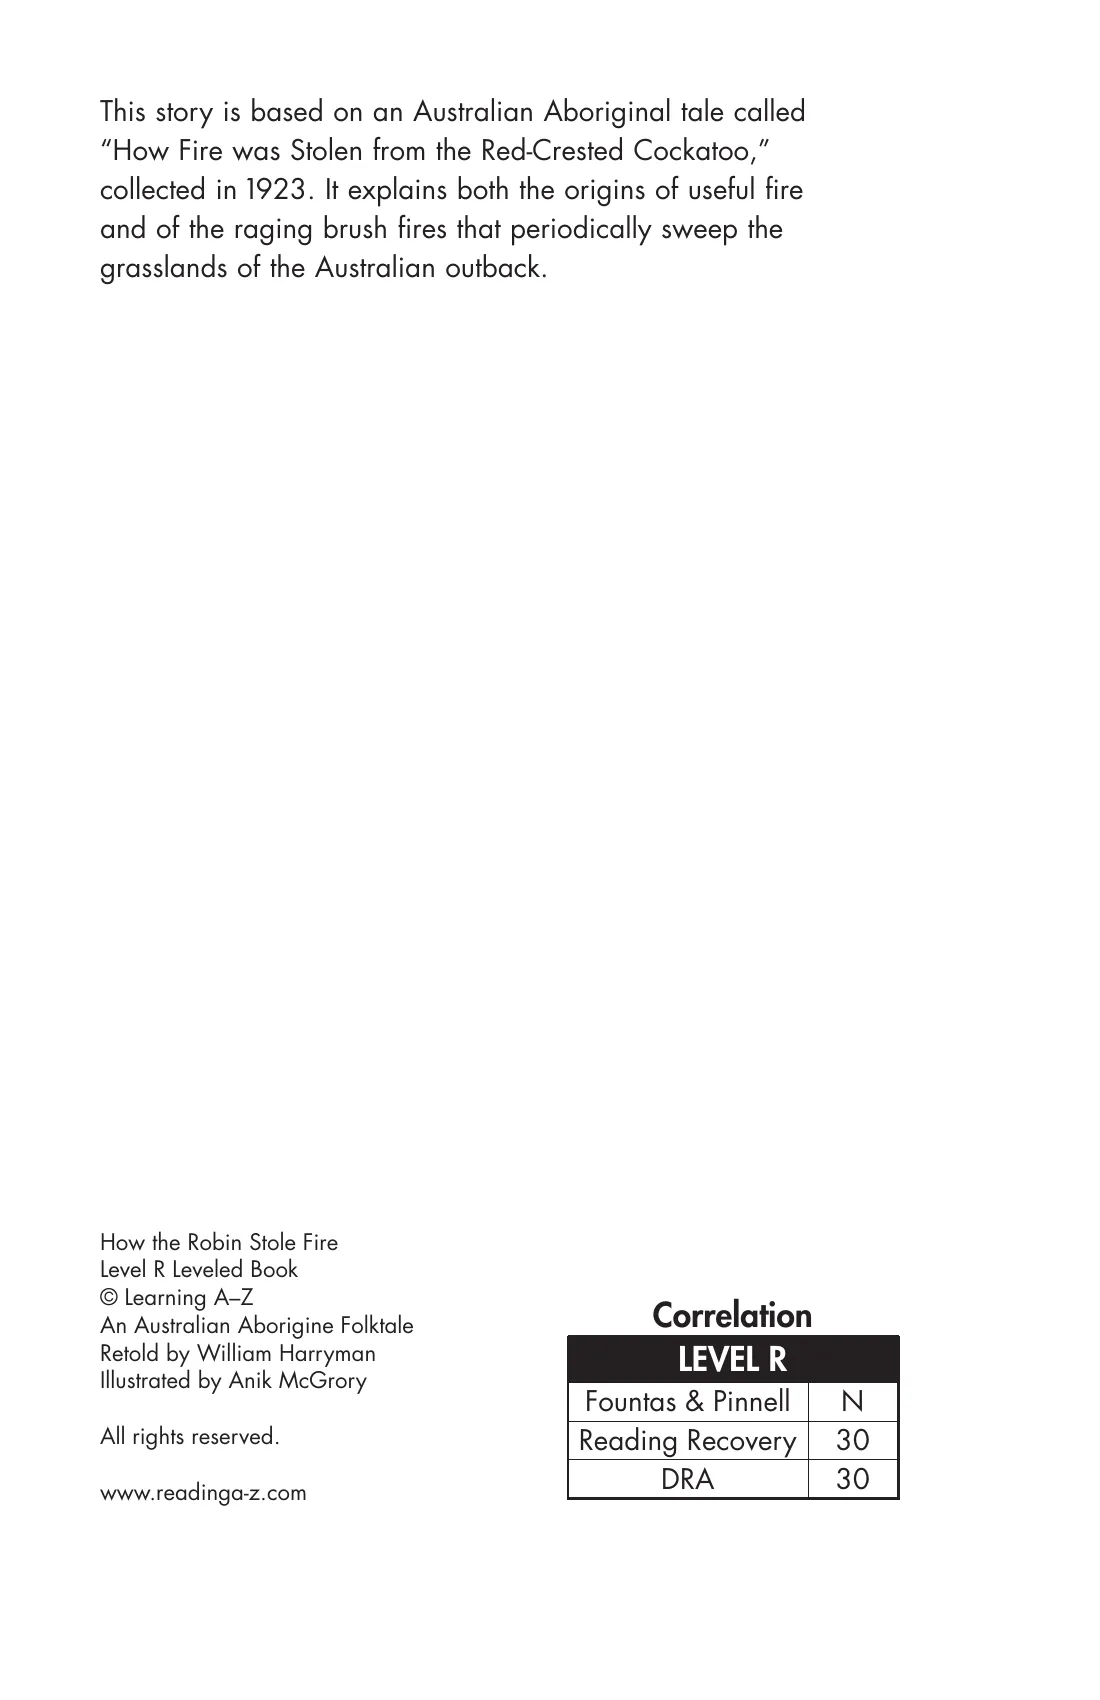 This story is based on an Australian Aboriginal tale called
“How Fire was Stolen from the Red-Crested Cockatoo,”
collected in 1923. It explains both the origins of useful fire
and of the raging brush fires that periodically sweep the
grasslands of the Australian outback.
How the Robin Stole Fire
Level R Leveled Book
© Learning A–Z
An Australian Aborigine Folktale
Retold by William Harryman
Illustrated by Anik McGrory
All rights reserved.
www.readinga-z.com
Correlation
LEVEL R
Fountas & Pinnell N
Reading Recovery 30
DRA 30